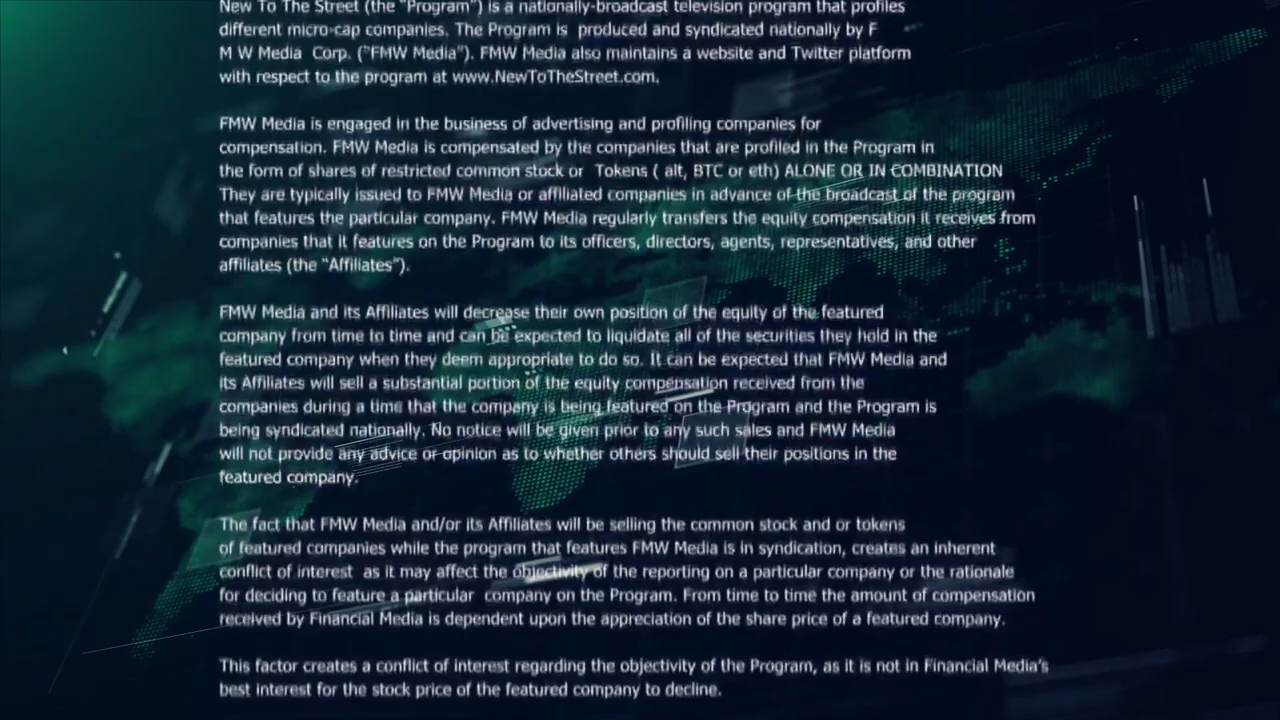 New To The Street (the "Program") is a nationally-broadcast television program that profiles
different micro-cap companies. The Program is produced and syndicated nationally by F
M W Media Corp. ("FMW Media"). FMW Media also maintains a website and Twitter platform
with respect to the program at www.NewToTheStreet.com.
FMW Media is engaged in the business of advertising and profiling companies for
compensation. FMW Media is compensated by the companies that are profiled in the Program in
the form of shares of restricted common stock or Tokens ( alt, BTC or eth) ALONE OR IN COMBINATION
They are typically issued to FMW Media or affiliated companies in advance of the broadcast of the program
that features the particular company. FMW Media regularly transfers the equity compensation it receives from
companies that it features on the Program to its officers, directors, agents, representatives, and other
affiliates (the “Affiliates”).
FMW Media and its Affiliates will decrease their own position of the equity of the featured
company from time to time and can be expected to liquidate all of the securities they hold in the
featured company when they deem appropriate to do so. It can be expected that FMW Media and
its Affiliates will sell a substantial portion of the equity compensation received from the
companies during a time that the company is being featured on the Program and the Program is
being syndicated nationally. No notice will be given prior to any such sales and FMW Media
will not provide any advice or opinion as to whether others should sell their positions in the
featured company.
The fact that FMW Media and/or its Affiliates will be selling the common stock and or tokens
of featured companies while the program that features FMW Media is in syndication, creates an inherent
conflict of interest as it may affect the objectivity of the reporting on a particular company or the rationale
for deciding to feature a particular company on the Program. From time to time the amount of compensation
received by Financial Media is dependent upon the appreciation of the share price of a featured company.
This factor creates a conflict of interest regarding the objectivity of the Program, as it is not in Financial Media’s
best interest for the stock price of the featured company to decline.